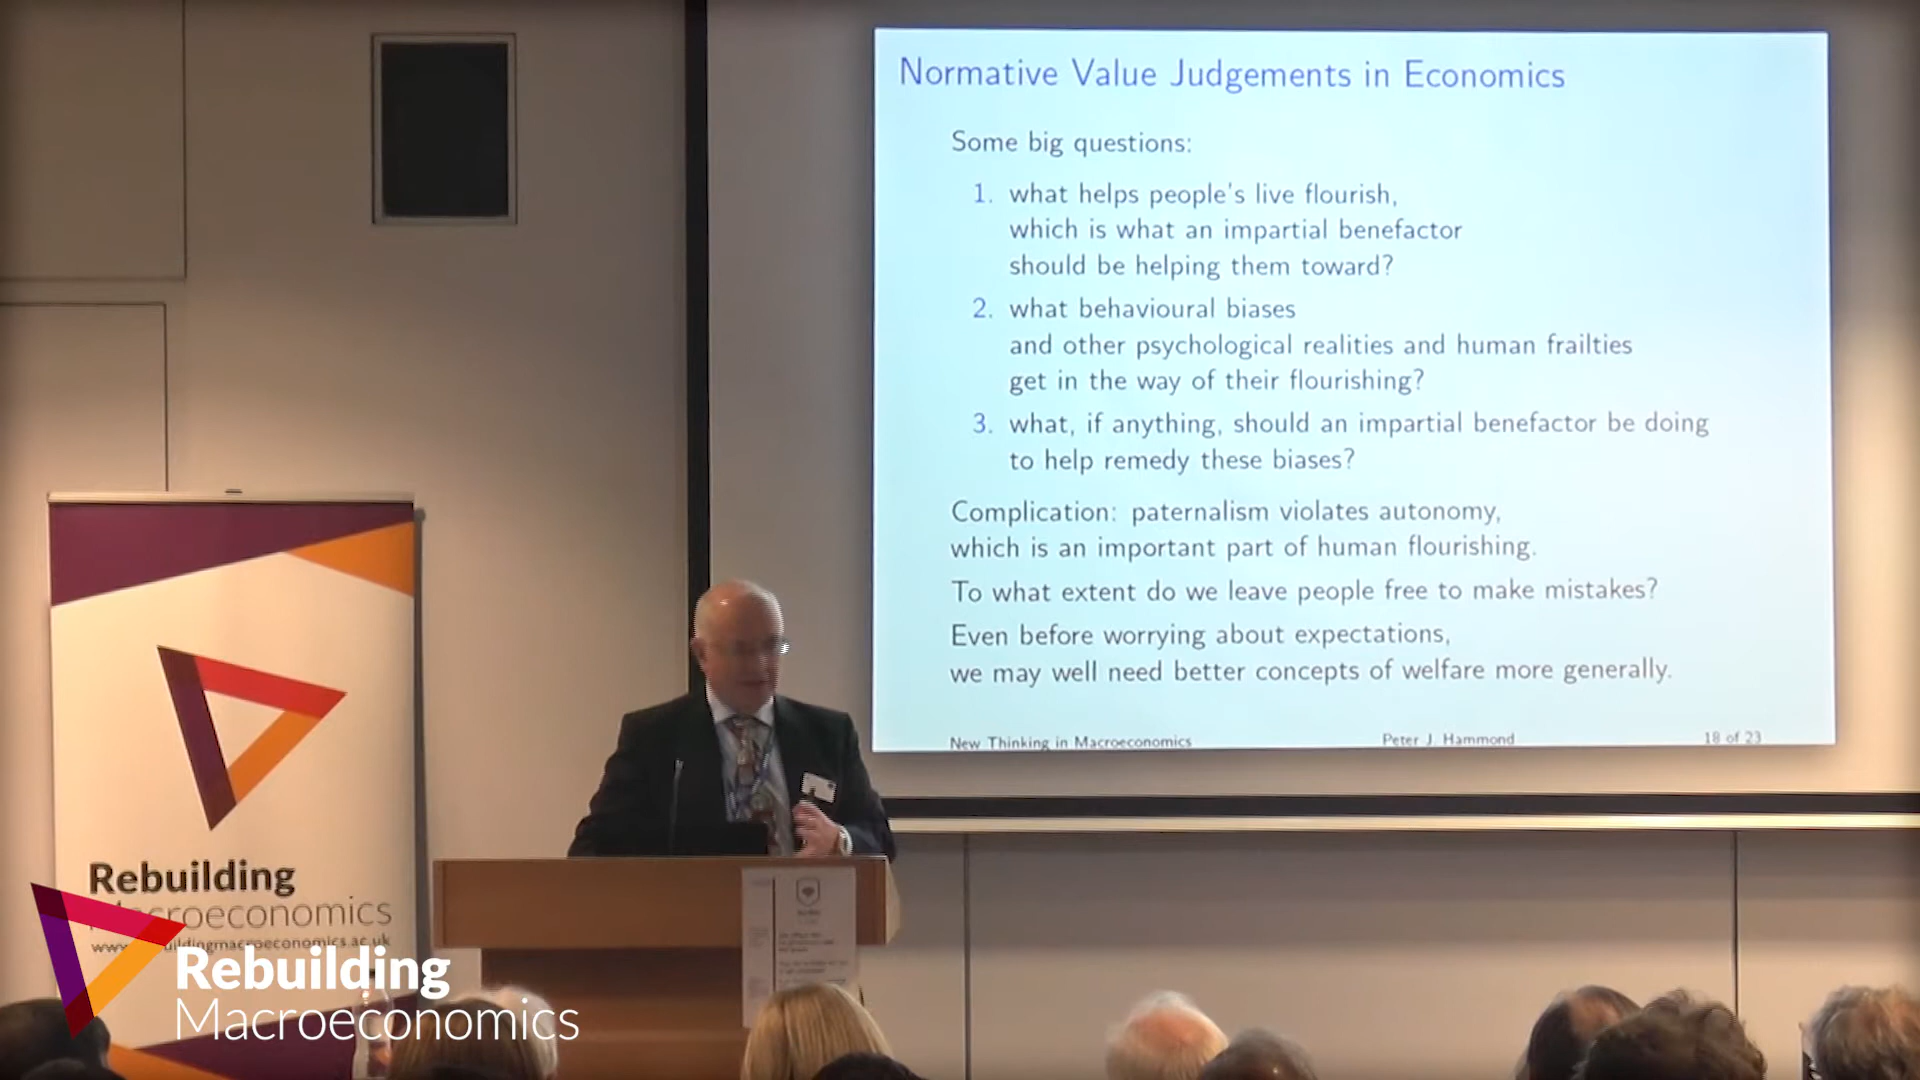 Normative Value Judgements in Economics
Some big questions:
1. what helps people's live flourish,
which is what an impartial benefactor
should be helping them toward?
2. what behavioural biases
and other psychological realities and human frailties
get in the way of their flourishing?
3. what, if anything, should an impartial benefactor be doing
to help remedy these biases?
Complication: paternalism violates autonomy,
which is an important part of human flourishing.
To what extent do we leave people free to make mistakes?
Even before worrying about expectations,
we may well need better concepts of welfare more generally.
New Thinking in Macroeconomics
Peter J. Hammond
18 of 23
Rebuilding
Macroeconomics
Rebuilding
Macroeconomics